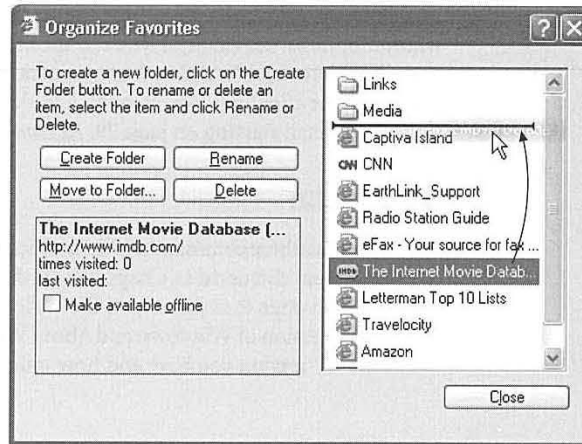 Organize Favorites
To create a new folder, click on the Create
Folder button. To rename or delete an
item, select the item and click Rename or
Delete.
Create Folder
Rename
Move to Folder...
Delete
The Internet Movie Database (...
http://www.imdb.com/
times visited: 0
last visited:
Make available offline
Links
Media
Captiva Island
CNN CNN
EarthLink_Support
Radio Station Guide
eFax - Your source for fax ...
IMDb The Internet Movie Datab...
Letterman Top 10 Lists
Travelocity
Amazon
Close